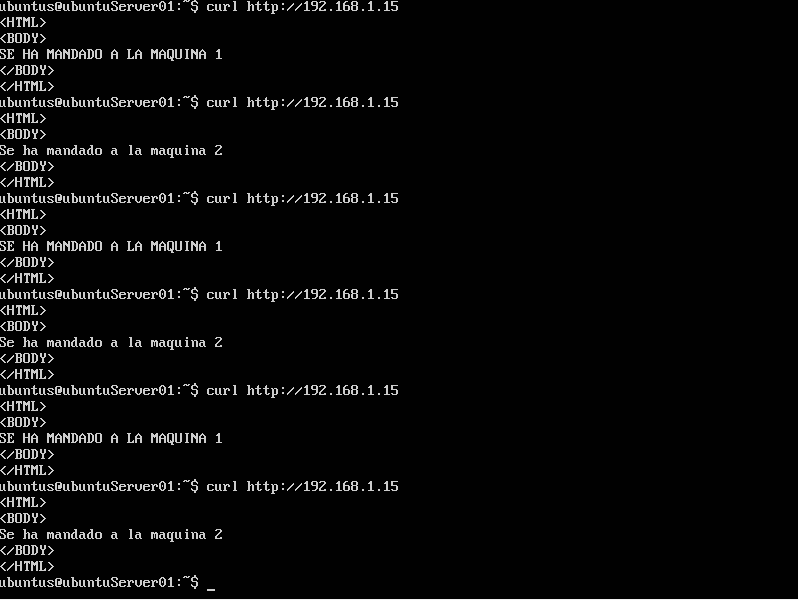 ubuntus@ubuntuServer01:~$ curl http://192.168.1.15
<HTML>
<BODY>
SE HA MANDADO A LA MAQUINA 1
</BODY>
</HTML>
ubuntus@ubuntuServer01:~$ curl http://192.168.1.15
<HTML>
<BODY>
Se ha mandado a la maquina 2
</BODY>
</HTML>
ubuntus@ubuntuServer01:~$ curl http://192.168.1.15
<HTML>
<BODY>
SE HA MANDADO A LA MAQUINA 1
</BODY>
</HTML>
ubuntus@ubuntuServer01:~$ curl http://192.168.1.15
<HTML>
<BODY>
Se ha mandado a la maquina 2
</BODY>
</HTML>
ubuntus@ubuntuServer01:~$ curl http://192.168.1.15
<HTML>
<BODY>
SE HA MANDADO A LA MAQUINA 1
</BODY>
</HTML>
ubuntus@ubuntuServer01:~$ curl http://192.168.1.15
<HTML>
<BODY>
Se ha mandado a la maquina 2
</BODY>
</HTML>
ubuntus@ubuntuServer01:~$ _